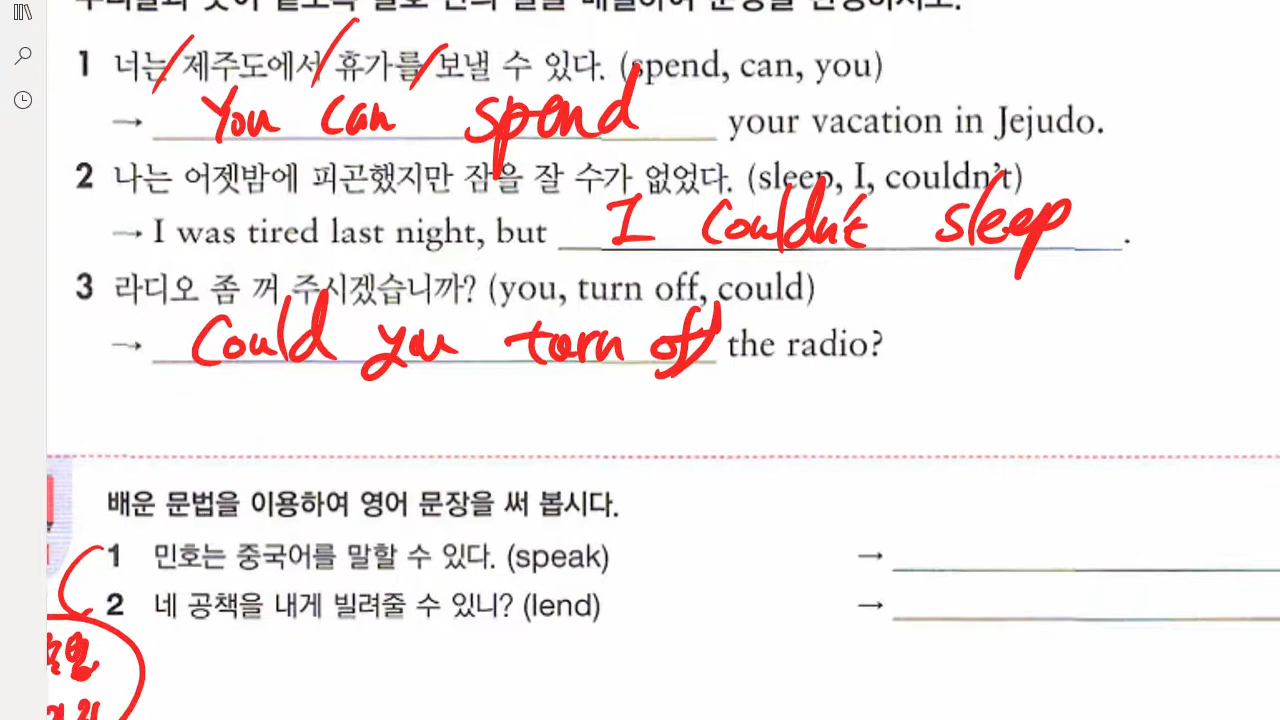 1 너는 제주도에서 휴가를 보낼 수 있다. (spend, can, you)
→ You can spend your vacation in Jejudo.
2 나는 어젯밤에 피곤했지만 잠을 잘 수가 없었다. (sleep, I, couldn't)
→ I was tired last night, but I couldn't sleep.
3 라디오 좀 꺼 주시겠습니까? (you, turn off, could)
→ Could you turn off the radio?
배운 문법을 이용하여 영어 문장을 써 봅시다.
1 민호는 중국어를 말할 수 있다. (speak) →
2 네 공책을 내게 빌려줄 수 있니? (lend) →